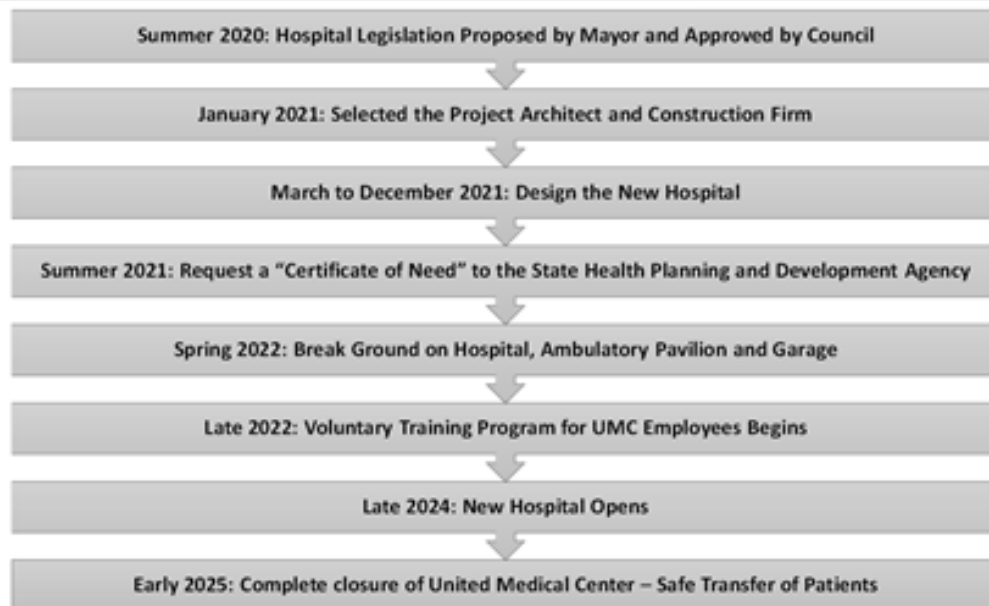 Summer 2020: Hospital Legislation Proposed by Mayor and Approved by Council
January 2021: Selected the Project Architect and Construction Firm
March to December 2021: Design the New Hospital
Summer 2021: Request a “Certificate of Need” to the State Health Planning and Development Agency
Spring 2022: Break Ground on Hospital, Ambulatory Pavilion and Garage
Late 2022: Voluntary Training Program for UMC Employees Begins
Late 2024: New Hospital Opens
Early 2025: Complete closure of United Medical Center – Safe Transfer of Patients